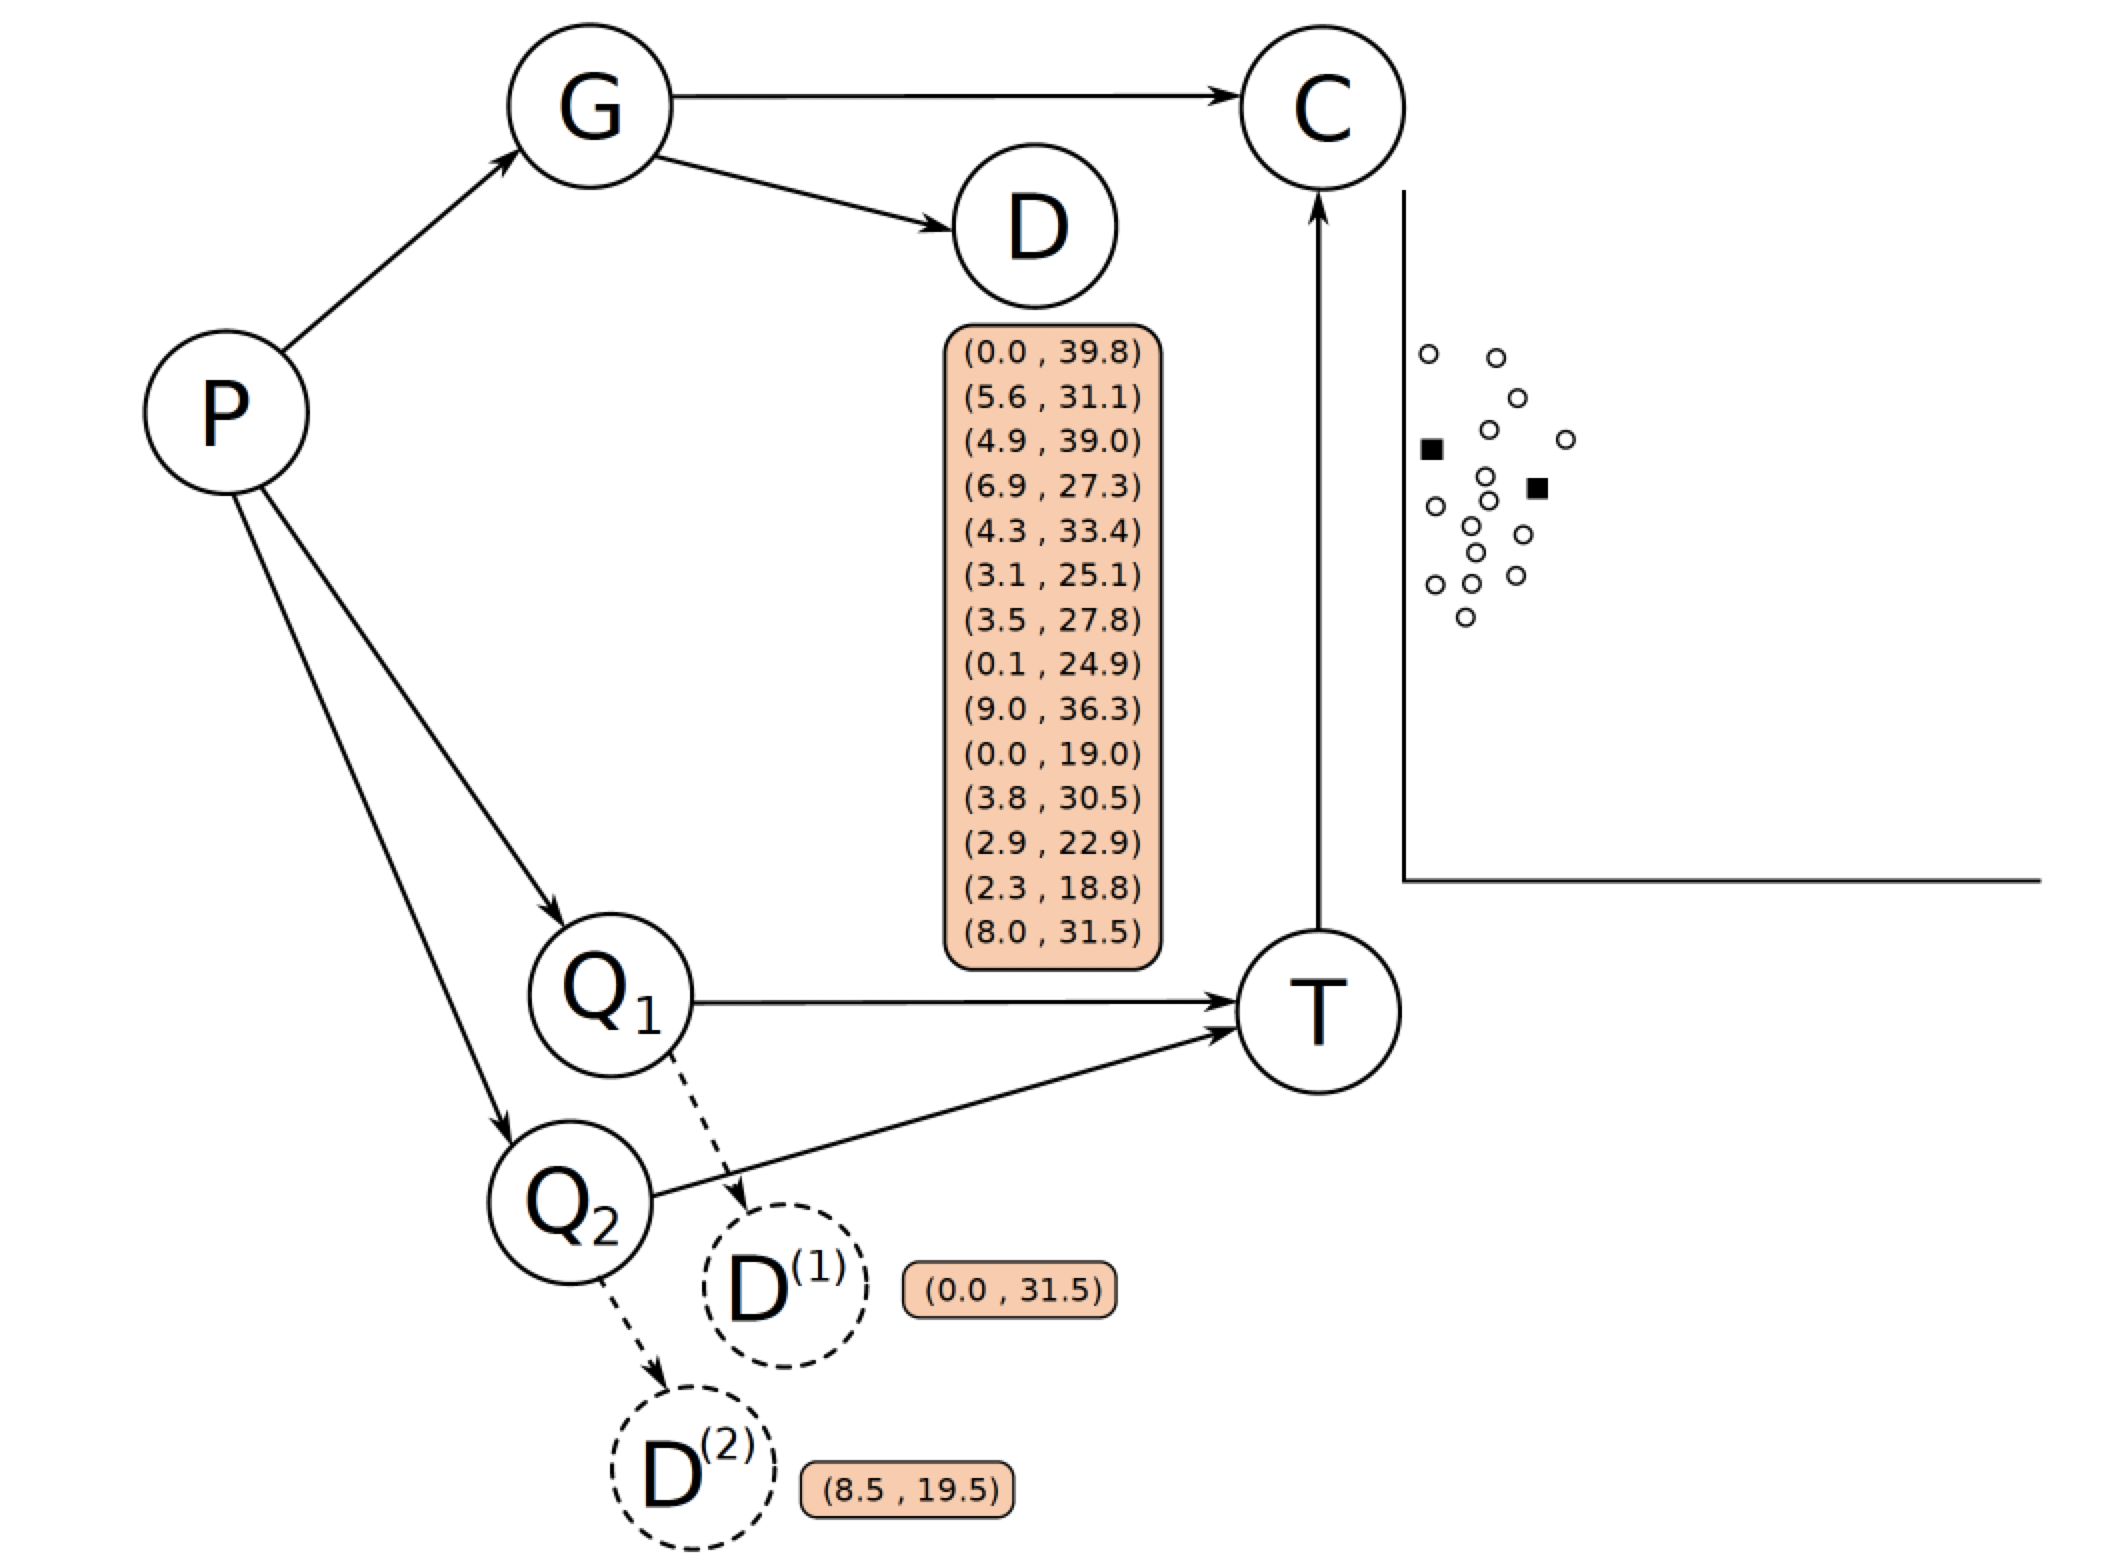 G
C
D
P
(0.0 , 39.8)
(5.6 , 31.1)
(4.9 , 39.0)
(6.9 , 27.3)
(4.3 , 33.4)
(3.1 , 25.1)
(3.5 , 27.8)
(0.1 , 24.9)
(9.0 , 36.3)
(0.0 , 19.0)
(3.8 , 30.5)
(2.9 , 22.9)
(2.3 , 18.8)
(8.0 , 31.5)
Q1
T
Q2
D(1)
(0.0 , 31.5)
D(2)
(8.5 , 19.5)